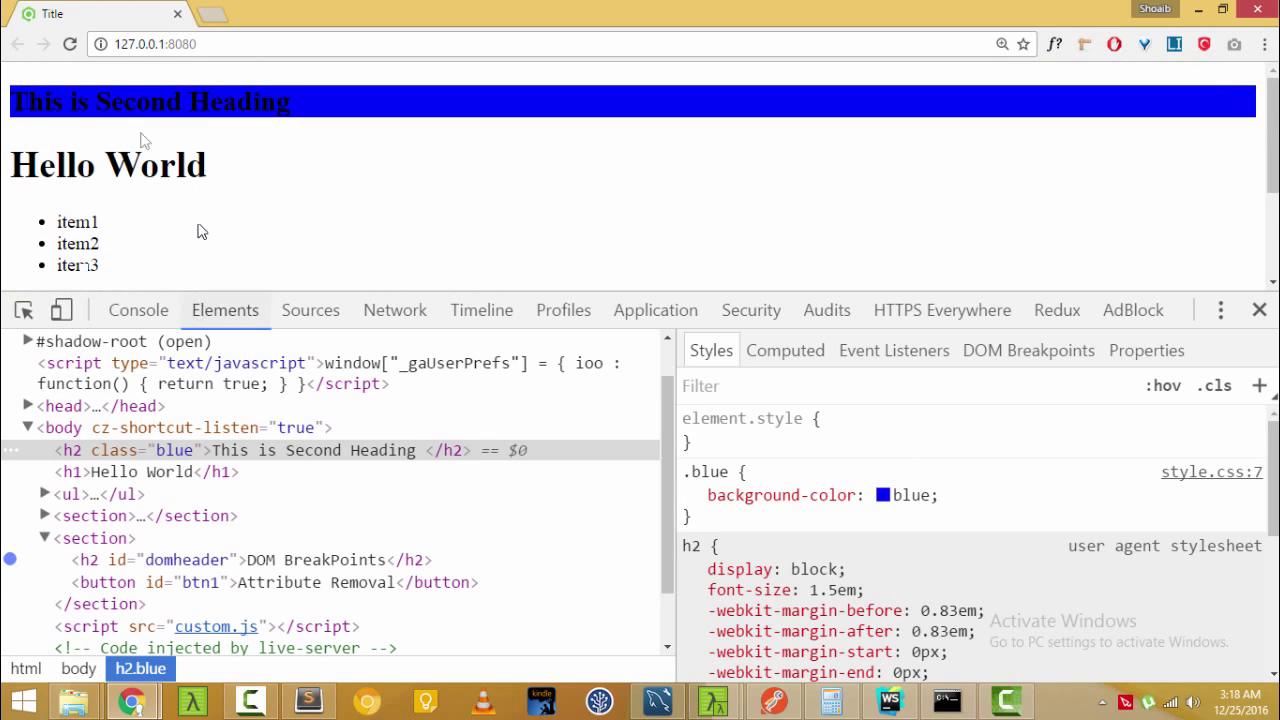 Title
Shoaib
127.0.0.1:8080
f?
LI
This is Second Heading
Hello World
item1
item2
item3
Console Elements Sources Network Timeline Profiles Application Security Audits HTTPS Everywhere Redux AdBlock
#shadow-root (open)
<script type="text/javascript">window["_gaUserPrefs"] = { ioo :
function() { return true; } }</script>
<head>…</head>
<body cz-shortcut-listen="true">
<h2 class="blue">This is Second Heading </h2> == $0
<h1>Hello World</h1>
<ul>…</ul>
<section>…</section>
<section>
<h2 id="domheader">DOM BreakPoints</h2>
<button id="btn1">Attribute Removal</button>
</section>
<script src="custom.js"></script>
<!-- Code injected by live-server -->
html body h2.blue
Styles Computed Event Listeners DOM Breakpoints Properties
Filter :hov .cls +
element.style {
}
.blue { style.css:7
background-color: blue;
}
h2 { user agent stylesheet
display: block;
font-size: 1.5em;
-webkit-margin-before: 0.83em;
-webkit-margin-after: 0.83em;
-webkit-margin-start: 0px;
-webkit-margin-end: 0px;
Activate Windows
Go to PC settings to activate Windows.
kindle
WS
3:18 AM
12/25/2016